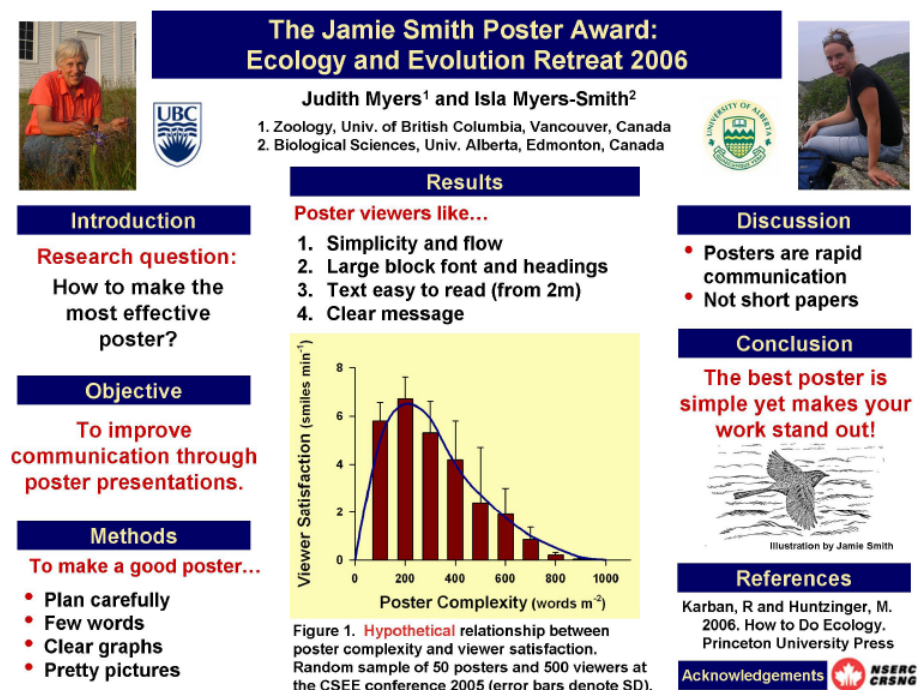 The Jamie Smith Poster Award:
Ecology and Evolution Retreat 2006
Judith Myers¹ and Isla Myers-Smith²
1. Zoology, Univ. of British Columbia, Vancouver, Canada
2. Biological Sciences, Univ. Alberta, Edmonton, Canada
UBC
UNIVERSITY OF ALBERTA
Introduction
Research question:
How to make the
most effective
poster?
Objective
To improve
communication through
poster presentations.
Methods
To make a good poster…
• Plan carefully
• Few words
• Clear graphs
• Pretty pictures
Results
Poster viewers like…
1. Simplicity and flow
2. Large block font and headings
3. Text easy to read (from 2m)
4. Clear message
Viewer Satisfaction (smiles min⁻¹)
8
6
4
2
0
0 200 400 600 800 1000
Poster Complexity (words m⁻²)
Figure 1. Hypothetical relationship between
poster complexity and viewer satisfaction.
Random sample of 50 posters and 500 viewers at
the CSEE conference 2005 (error bars denote SD).
Discussion
• Posters are rapid
communication
• Not short papers
Conclusion
The best poster is
simple yet makes your
work stand out!
Illustration by Jamie Smith
References
Karban, R and Huntzinger, M.
2006. How to Do Ecology.
Princeton University Press
Acknowledgements
NSERC
CRSNG